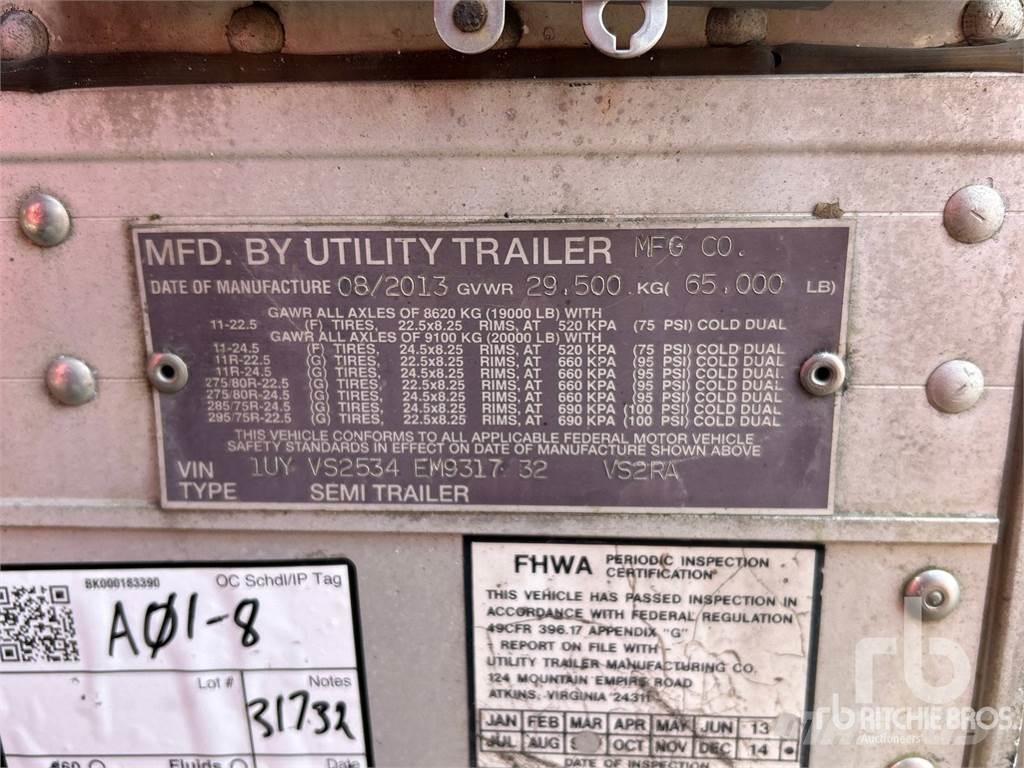 MFD. BY UTILITY TRAILER MFG CO.
DATE OF MANUFACTURE 08/2013 GVWR 29,500 KG( 65,000 LB)
GAWR ALL AXLES OF 8620 KG (19000 LB) WITH
11-22.5 (F) TIRES, 22.5x8.25 RIMS, AT 520 KPA (75 PSI) COLD DUAL
GAWR ALL AXLES OF 9100 KG (20000 LB) WITH
11-24.5 (F) TIRES, 24.5x8.25 RIMS, AT 520 KPA (75 PSI) COLD DUAL
11R-22.5 (G) TIRES, 22.5x8.25 RIMS, AT 660 KPA (95 PSI) COLD DUAL
11R-24.5 (G) TIRES, 24.5x8.25 RIMS, AT 660 KPA (95 PSI) COLD DUAL
275/80R-22.5 (G) TIRES, 22.5x8.25 RIMS, AT 660 KPA (95 PSI) COLD DUAL
275/80R-24.5 (G) TIRES, 24.5x8.25 RIMS, AT 660 KPA (95 PSI) COLD DUAL
285/75R-24.5 (G) TIRES, 24.5x8.25 RIMS, AT 690 KPA (100 PSI) COLD DUAL
295/75R-22.5 (G) TIRES, 22.5x8.25 RIMS, AT 690 KPA (100 PSI) COLD DUAL
THIS VEHICLE CONFORMS TO ALL APPLICABLE FEDERAL MOTOR VEHICLE
SAFETY STANDARDS IN EFFECT ON DATE OF MANUFACTURE SHOWN ABOVE
VIN 1UY VS2534 EM9317 32 VS2RA
TYPE SEMI TRAILER
BK000183390 OC Schdl/IP Tag
AØ1-8
Lot # Notes
31732
Fluids Date
FHWA PERIODIC INSPECTION
CERTIFICATION
THIS VEHICLE HAS PASSED INSPECTION IN
ACCORDANCE WITH FEDERAL REGULATION
49CFR 396.17 APPENDIX "G"
- REPORT ON FILE WITH
UTILITY TRAILER MANUFACTURING CO.
124 MOUNTAIN EMPIRE ROAD
ATKINS, VIRGINIA 24311
JAN FEB MAR APR MAY JUN 13
JUL AUG OCT NOV DEC 14
DATE OF INSPECTION
rb
rb RITCHIE BROS.
Auctioneers